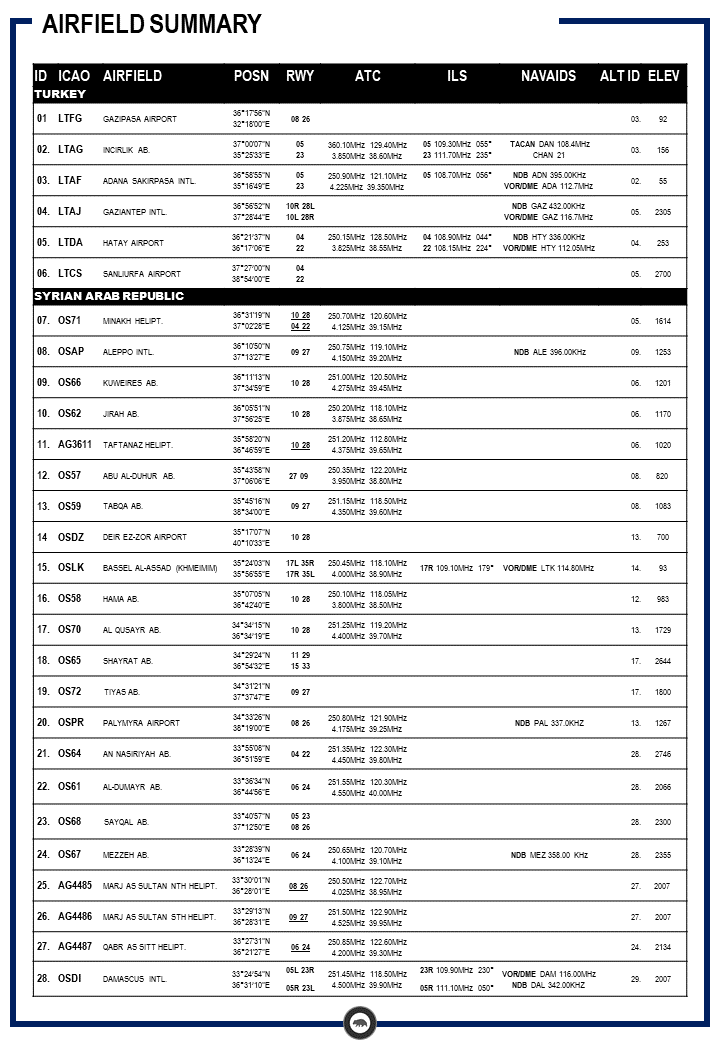 AIRFIELD SUMMARY
ID ICAO AIRFIELD POSN RWY ATC ILS NAVAIDS ALT ID ELEV
TURKEY
01 LTFG GAZIPASA AIRPORT 36°17'56"N 32°18'00"E 08 26 03. 92
02. LTAG INCIRLIK AB. 37°00'07"N 35°25'33"E 05 23 360.10MHz 129.40MHz 3.850MHz 38.60MHz 05 109.30MHz 055° 23 111.70MHz 235° TACAN DAN 108.4MHz CHAN 21 03. 156
03. LTAF ADANA SAKIRPASA INTL. 36°58'55"N 35°16'49"E 05 23 250.90MHz 121.10MHz 4.225MHz 39.350MHz 05 108.70MHz 056° NDB ADN 395.00KHz VOR/DME ADA 112.7MHz 02. 55
04. LTAJ GAZIANTEP INTL. 36°56'52"N 37°28'44"E 10R 28L 10L 28R NDB GAZ 432.00KHz VOR/DME GAZ 116.7MHz 05. 2305
05. LTDA HATAY AIRPORT 36°21'37"N 36°17'06"E 04 22 250.15MHz 128.50MHz 3.825MHz 38.55MHz 04 108.90MHz 044° 22 108.15MHz 224° NDB HTY 336.00KHz VOR/DME HTY 112.05MHz 04. 253
06. LTCS SANLIURFA AIRPORT 37°27'00"N 38°54'00"E 04 22 05. 2700
SYRIAN ARAB REPUBLIC
07. OS71 MINAKH HELIPT. 36°31'19"N 37°02'28"E 10 28 04 22 250.70MHz 120.60MHz 4.125MHz 39.15MHz 05. 1614
08. OSAP ALEPPO INTL. 36°10'50"N 37°13'27"E 09 27 250.75MHz 119.10MHz 4.150MHz 39.20MHz NDB ALE 396.00KHz 09. 1253
09. OS66 KUWEIRES AB. 36°11'13"N 37°34'59"E 10 28 251.00MHz 120.50MHz 4.275MHz 39.45MHz 06. 1201
10. OS62 JIRAH AB. 36°05'51"N 37°56'25"E 10 28 250.20MHz 118.10MHz 3.875MHz 38.65MHz 06. 1170
11. AG3611 TAFTANAZ HELIPT. 35°58'20"N 36°46'59"E 10 28 251.20MHz 112.80MHz 4.375MHz 39.65MHz 06. 1020
12. OS57 ABU AL-DUHUR AB. 35°43'58"N 37°06'06"E 27 09 250.35MHz 122.20MHz 3.950MHz 38.80MHz 08. 820
13. OS59 TABQA AB. 35°45'16"N 38°34'00"E 09 27 251.15MHz 118.50MHz 4.350MHz 39.60MHz 08. 1083
14 OSDZ DEIR EZ-ZOR AIRPORT 35°17'07"N 40°10'33"E 10 28 13. 700
15. OSLK BASSEL AL-ASSAD (KHMEIMIM) 35°24'03"N 35°56'55"E 17L 35R 17R 35L 250.45MHz 118.10MHz 4.000MHz 38.90MHz 17R 109.10MHz 179° VOR/DME LTK 114.80MHz 14. 93
16. OS58 HAMA AB. 35°07'05"N 36°42'40"E 10 28 250.10MHz 118.05MHz 3.800MHz 38.50MHz 12. 983
17. OS70 AL QUSAYR AB. 34°34'15"N 36°34'19"E 10 28 251.25MHz 119.20MHz 4.400MHz 39.70MHz 13. 1729
18. OS65 SHAYRAT AB. 34°29'24"N 36°54'32"E 11 29 15 33 17. 2644
19. OS72 TIYAS AB. 34°31'21"N 37°37'47"E 09 27 17. 1800
20. OSPR PALYMYRA AIRPORT 34°33'26"N 38°19'00"E 08 26 250.80MHz 121.90MHz 4.175MHz 39.25MHz NDB PAL 337.0KHZ 13. 1267
21. OS64 AN NASIRIYAH AB. 33°55'08"N 36°51'59"E 04 22 251.35MHz 122.30MHz 4.450MHz 39.80MHz 28. 2746
22. OS61 AL-DUMAYR AB. 33°36'34"N 36°44'56"E 06 24 251.55MHz 120.30MHz 4.550MHz 40.00MHz 28. 2066
23. OS68 SAYQAL AB. 33°40'57"N 37°12'50"E 05 23 08 26 28. 2300
24. OS67 MEZZEH AB. 33°28'39"N 36°13'24"E 06 24 250.65MHz 120.70MHz 4.100MHz 39.10MHz NDB MEZ 358.00 KHz 28. 2355
25. AG4485 MARJ AS SULTAN NTH HELIPT. 33°30'01"N 36°28'01"E 08 26 250.50MHz 122.70MHz 4.025MHz 38.95MHz 27. 2007
26. AG4486 MARJ AS SULTAN STH HELIPT. 33°29'13"N 36°28'31"E 09 27 251.50MHz 122.90MHz 4.525MHz 39.95MHz 27. 2007
27. AG4487 QABR AS SITT HELIPT. 33°27'31"N 36°21'27"E 06 24 250.85MHz 122.60MHz 4.200MHz 39.30MHz 24. 2134
28. OSDI DAMASCUS INTL. 33°24'54"N 36°31'10"E 05L 23R 05R 23L 251.45MHz 118.50MHz 4.500MHz 39.90MHz 23R 109.90MHz 230° 05R 111.10MHz 050° VOR/DME DAM 116.00MHz NDB DAL 342.00KHZ 29. 2007